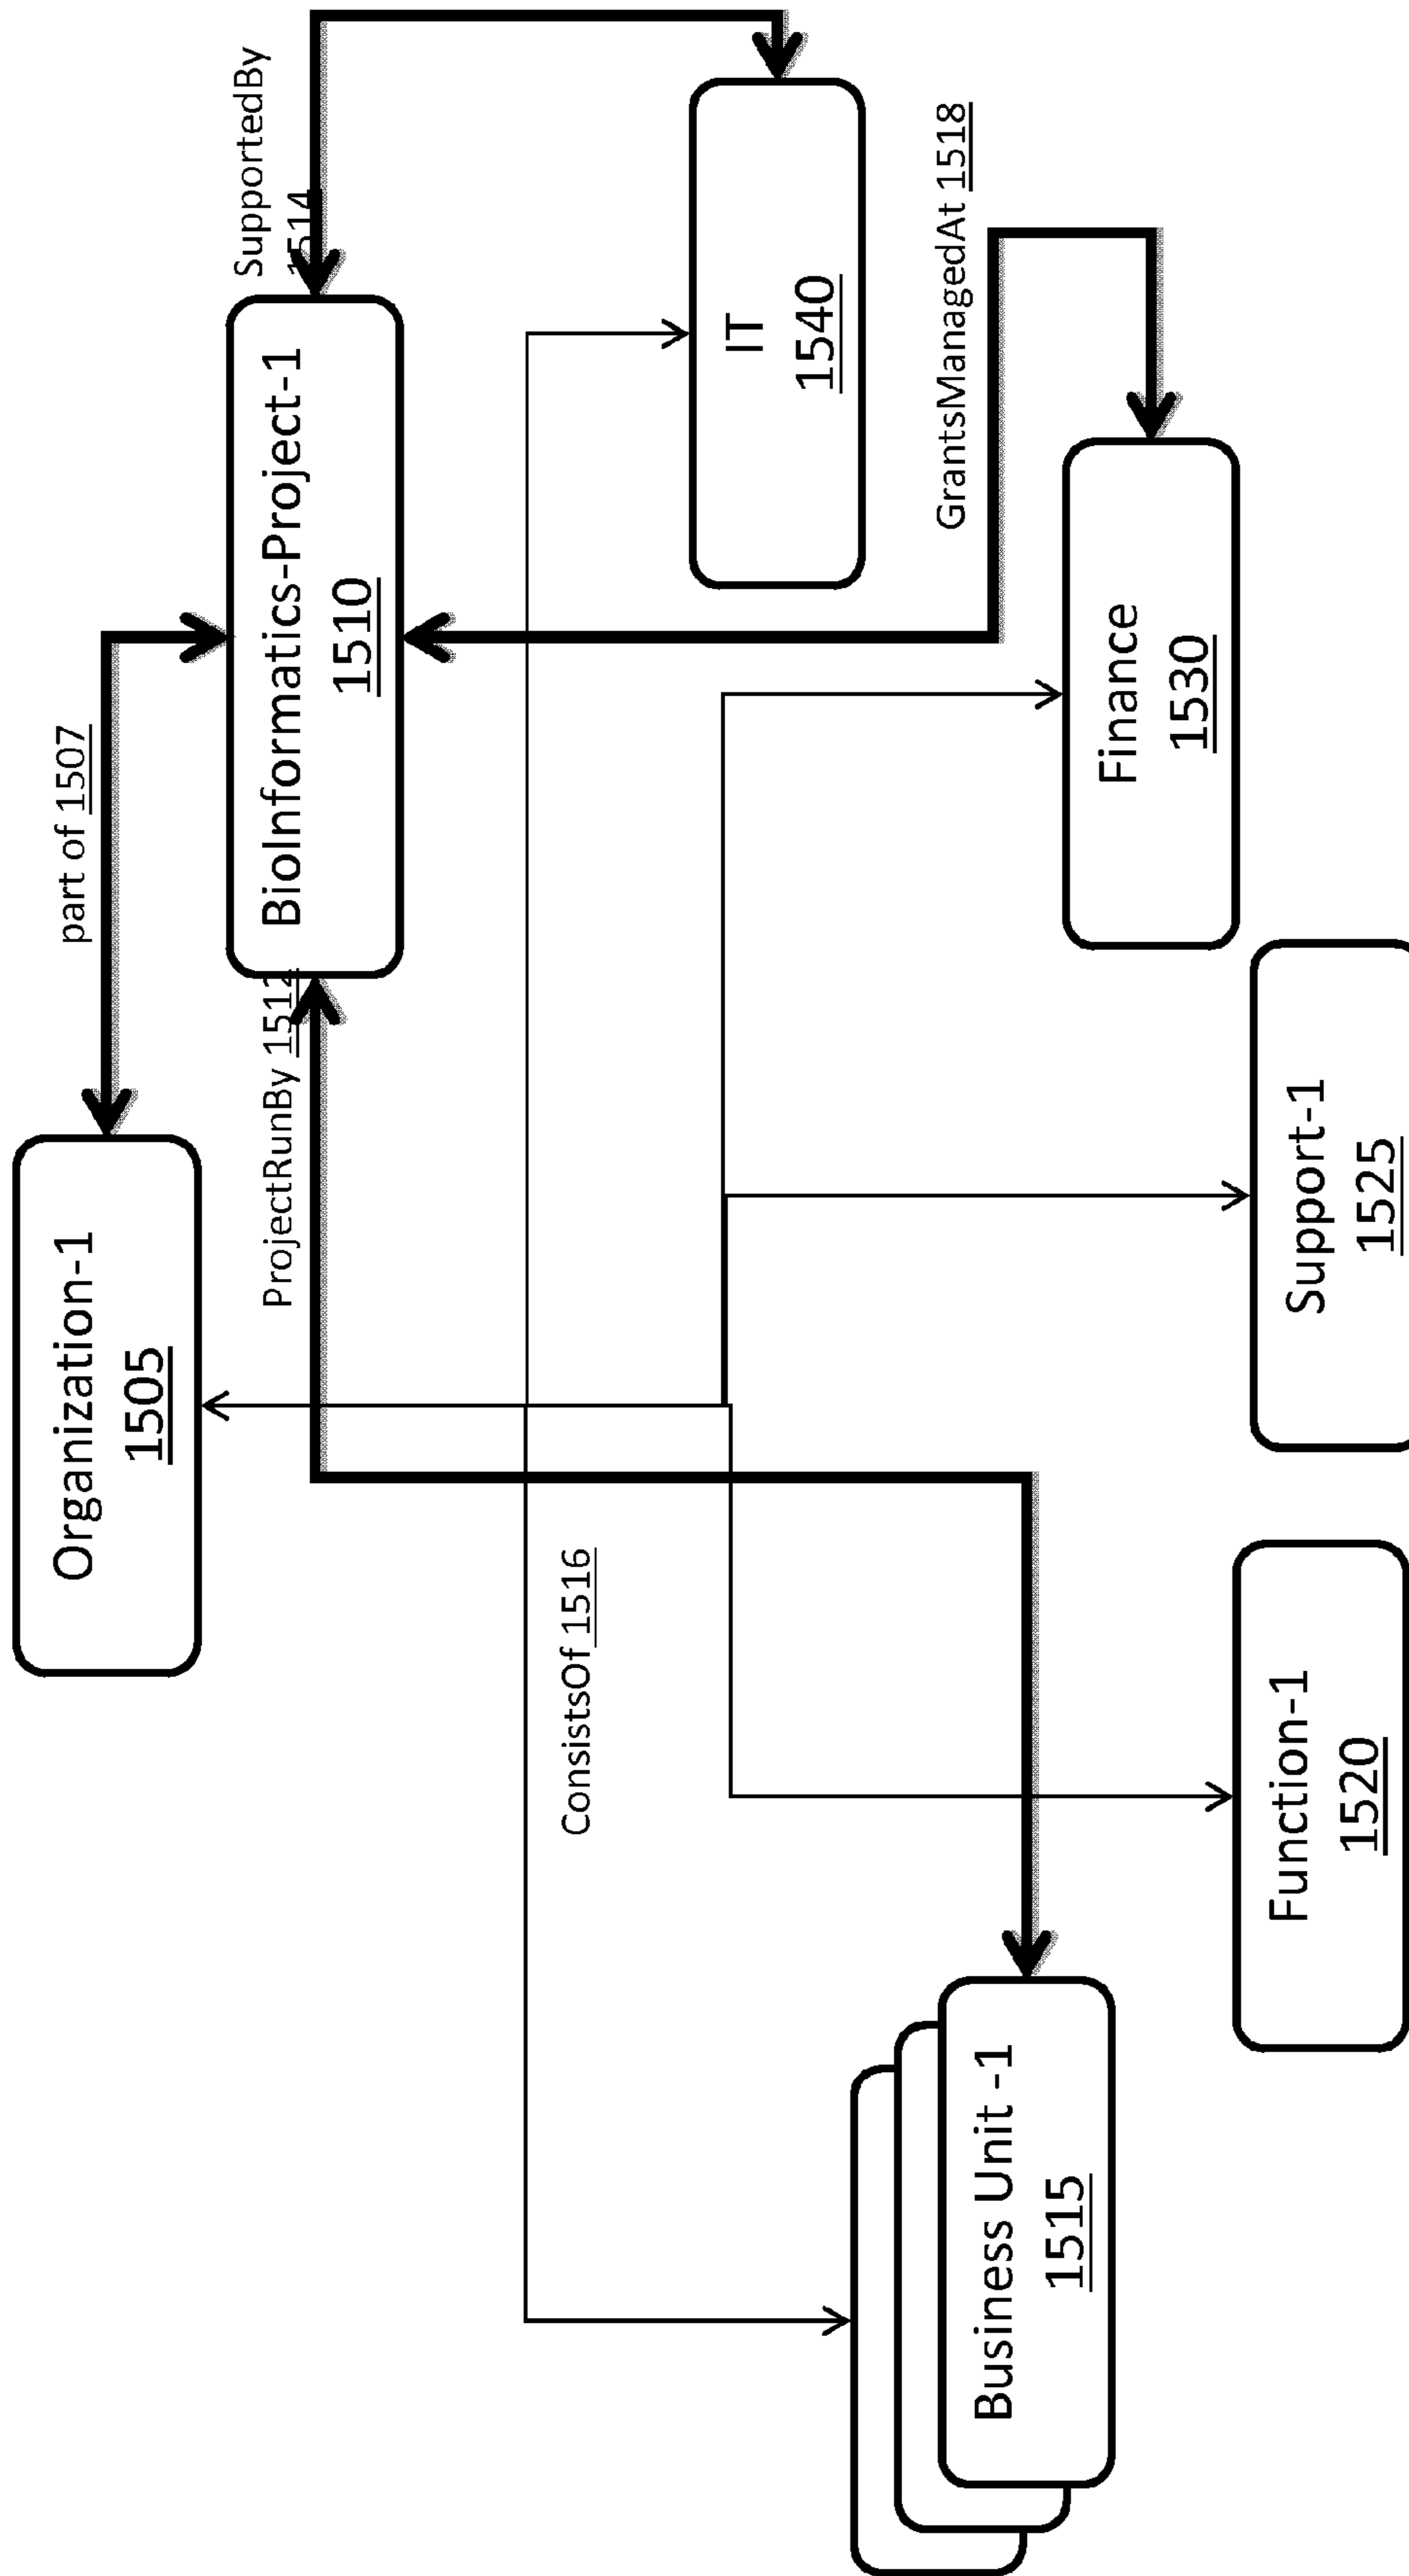 Organization-1
1505
part of 1507
BioInformatics-Project-1
1510
SupportedBy
1514
ProjectRunBy 1512
ConsistsOf 1516
IT
1540
GrantsManagedAt 1518
Business Unit -1
1515
Finance
1530
Function-1
1520
Support-1
1525